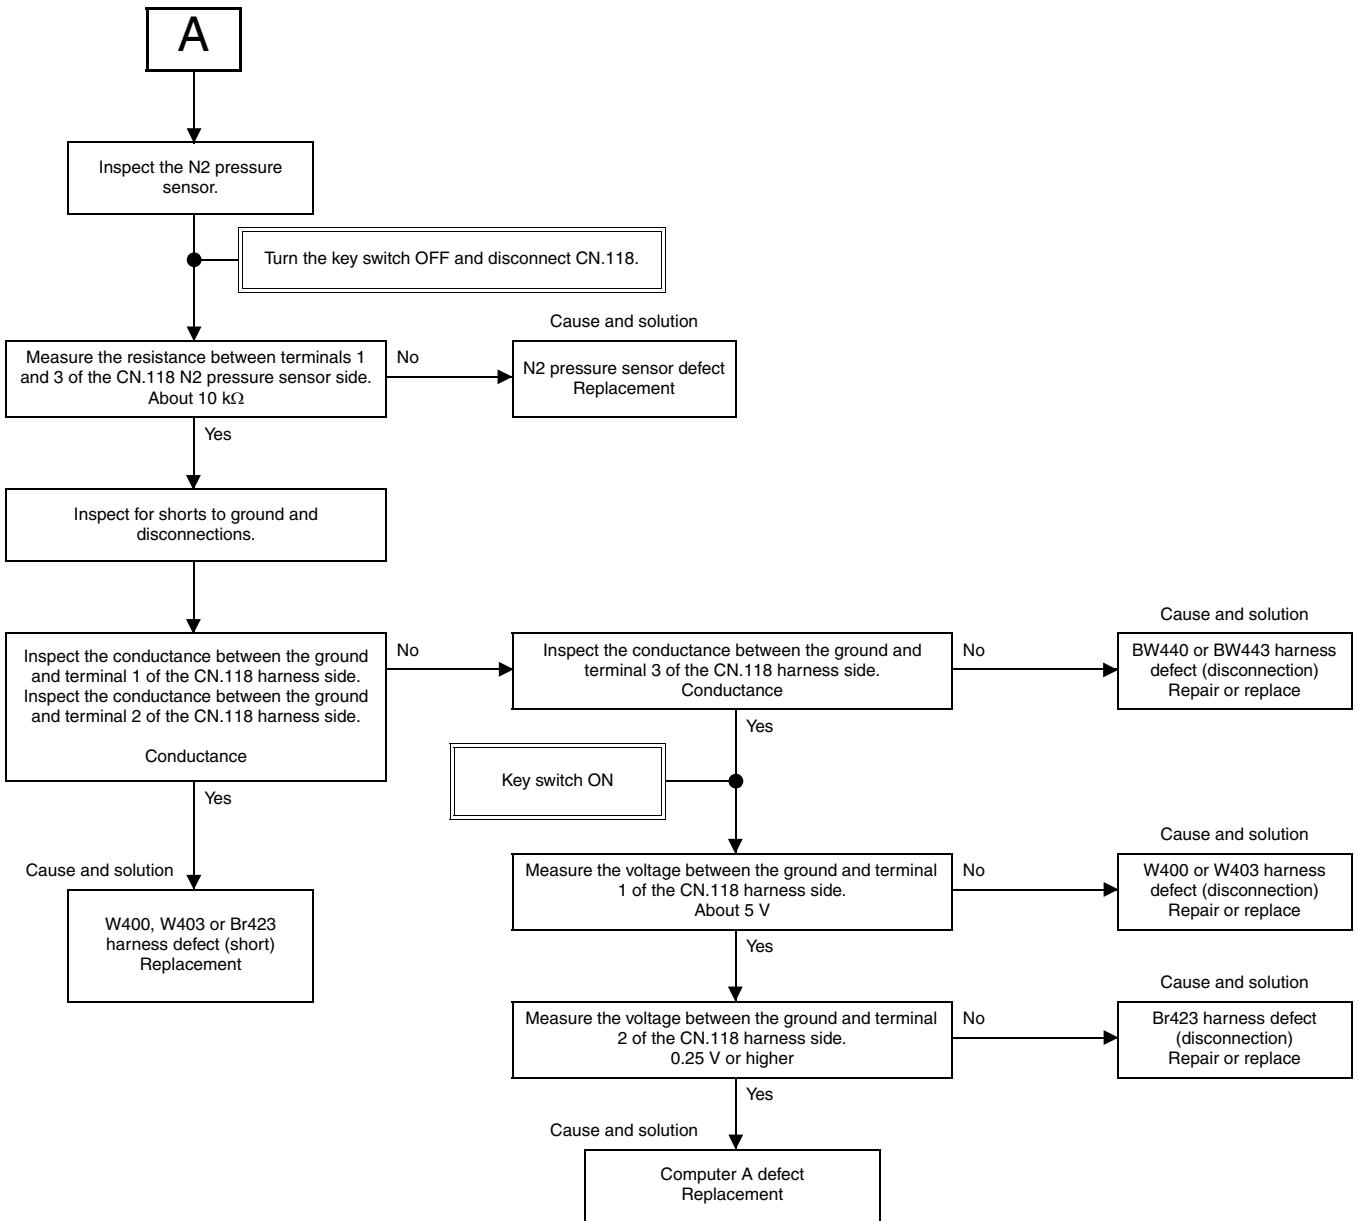 A
Inspect the N2 pressure
sensor.
Turn the key switch OFF and disconnect CN.118.
Cause and solution
Measure the resistance between terminals 1
and 3 of the CN.118 N2 pressure sensor side.
About 10 kΩ
No
N2 pressure sensor defect
Replacement
Yes
Inspect for shorts to ground and
disconnections.
Inspect the conductance between the ground
and terminal 1 of the CN.118 harness side.
Inspect the conductance between the ground
and terminal 2 of the CN.118 harness side.
Conductance
No
Inspect the conductance between the ground and
terminal 3 of the CN.118 harness side.
Conductance
No
Cause and solution
BW440 or BW443 harness
defect (disconnection)
Repair or replace
Yes
Yes
Key switch ON
Cause and solution
W400, W403 or Br423
harness defect (short)
Replacement
Measure the voltage between the ground and terminal
1 of the CN.118 harness side.
About 5 V
No
Cause and solution
W400 or W403 harness
defect (disconnection)
Repair or replace
Yes
Measure the voltage between the ground and terminal
2 of the CN.118 harness side.
0.25 V or higher
No
Cause and solution
Br423 harness defect
(disconnection)
Repair or replace
Yes
Cause and solution
Computer A defect
Replacement